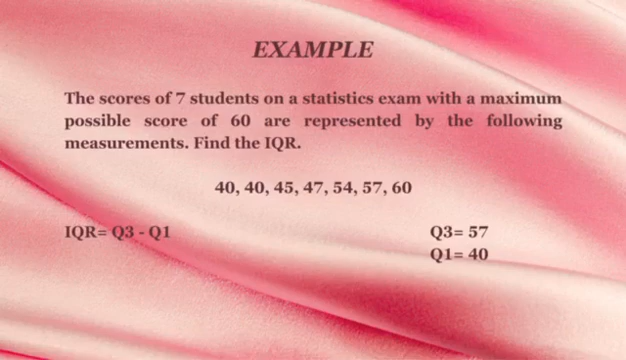 EXAMPLE
The scores of 7 students on a statistics exam with a maximum
possible score of 60 are represented by the following
measurements. Find the IQR.
40, 40, 45, 47, 54, 57, 60
IQR= Q3 - Q1
Q3= 57
Q1= 40